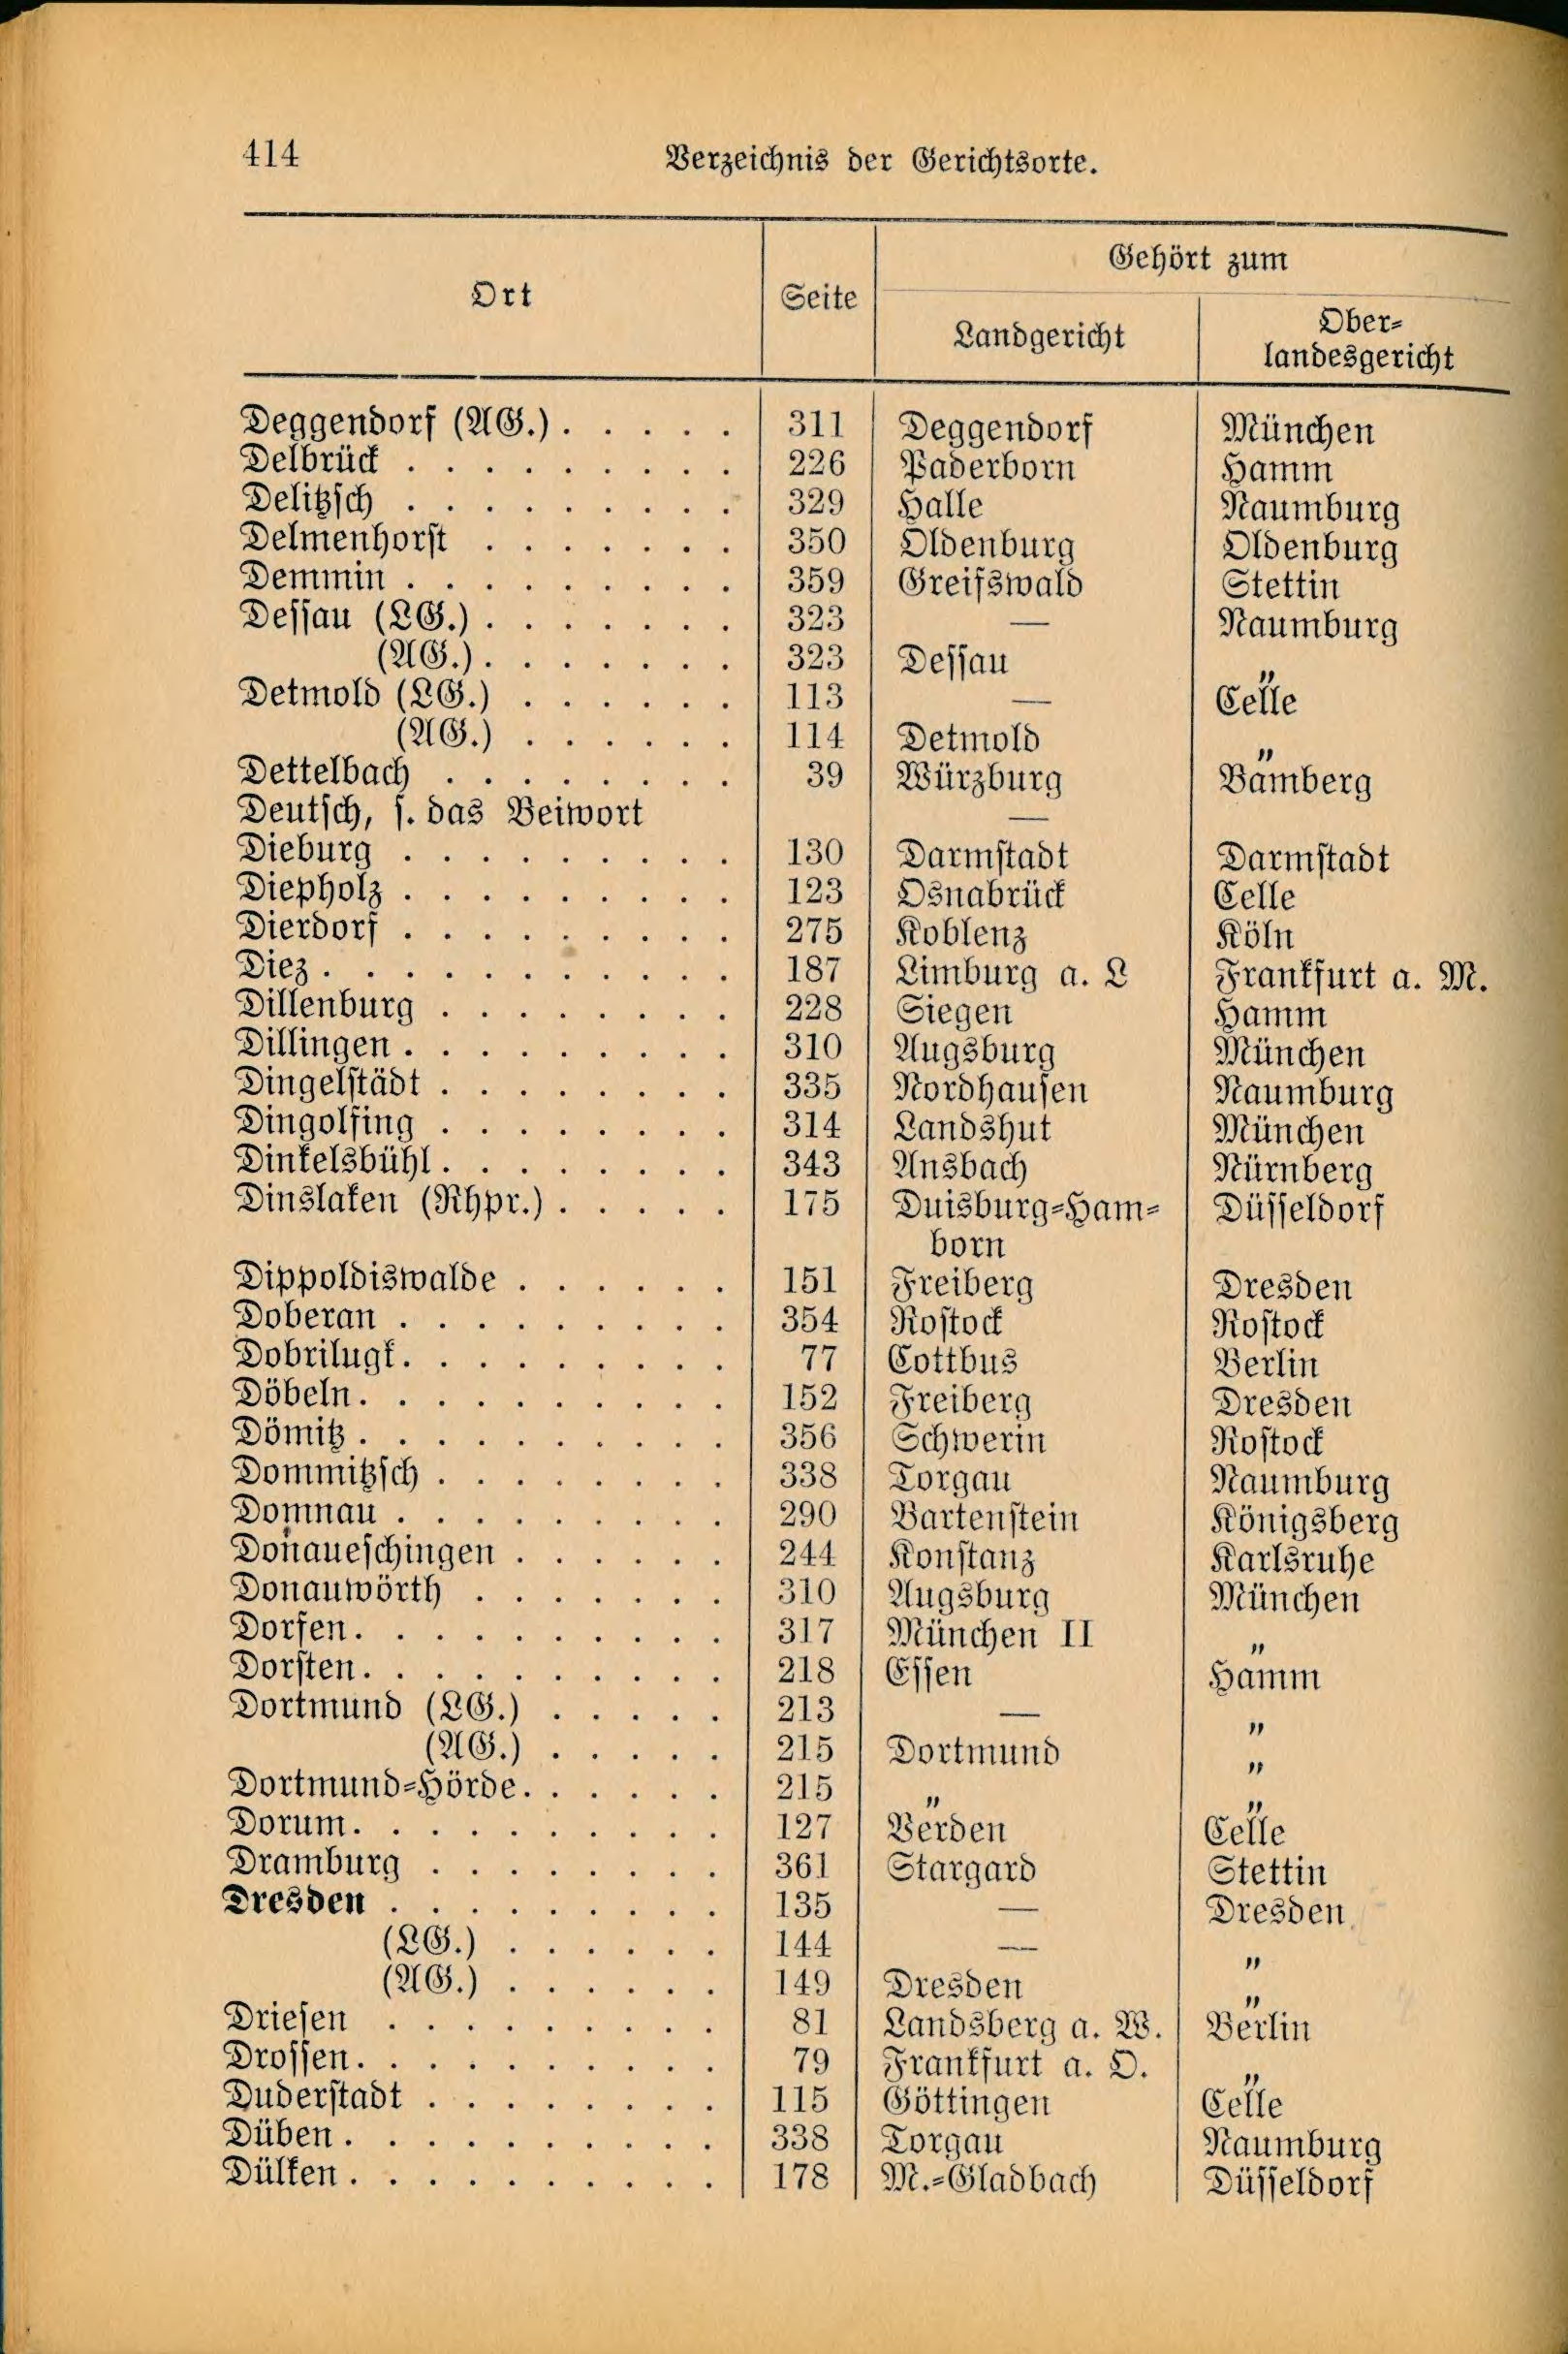 414 Verzeichnis der Gerichtsorte.
Ort Seite Gehört zum
Landgericht Ober-
landesgericht
Deggendorf (AG.) . . . . . 311 Deggendorf München
Delbrück . . . . . . . . . 226 Paderborn Hamm
Delitzsch . . . . . . . . . 329 Halle Naumburg
Delmenhorst . . . . . . . 350 Oldenburg Oldenburg
Demmin . . . . . . . . . 359 Greifswald Stettin
Dessau (LG.) . . . . . . . 323 — Naumburg
(AG.) . . . . . . . 323 Dessau "
Detmold (LG.) . . . . . . 113 — Celle
(AG.) . . . . . . 114 Detmold "
Dettelbach . . . . . . . . 39 Würzburg Bamberg
Deutsch, s. das Beiwort —
Dieburg . . . . . . . . . 130 Darmstadt Darmstadt
Diepholz . . . . . . . . . 123 Osnabrück Celle
Dierdorf . . . . . . . . . 275 Koblenz Köln
Diez . . . . . . . . . . . 187 Limburg a. L Frankfurt a. M.
Dillenburg . . . . . . . . 228 Siegen Hamm
Dillingen . . . . . . . . . 310 Augsburg München
Dingelstädt . . . . . . . . 335 Nordhausen Naumburg
Dingolfing . . . . . . . . 314 Landshut München
Dinkelsbühl . . . . . . . . 343 Ansbach Nürnberg
Dinslaken (Rhpr.) . . . . . 175 Duisburg-Ham- Düsseldorf
born
Dippoldiswalde . . . . . . 151 Freiberg Dresden
Doberan . . . . . . . . . 354 Rostock Rostock
Dobrilugk . . . . . . . . . 77 Cottbus Berlin
Döbeln . . . . . . . . . . 152 Freiberg Dresden
Dömitz . . . . . . . . . . 356 Schwerin Rostock
Dommitzsch . . . . . . . . 338 Torgau Naumburg
Domnau . . . . . . . . . 290 Bartenstein Königsberg
Donaueschingen . . . . . . 244 Konstanz Karlsruhe
Donauwörth . . . . . . . 310 Augsburg München
Dorfen . . . . . . . . . . 317 München II "
Dorsten . . . . . . . . . . 218 Essen Hamm
Dortmund (LG.) . . . . . 213 — "
(AG.) . . . . . 215 Dortmund "
Dortmund-Hörde . . . . . . 215 " "
Dorum . . . . . . . . . . 127 Verden Celle
Dramburg . . . . . . . . 361 Stargard Stettin
Dresden . . . . . . . . . 135 — Dresden
(LG.) . . . . . . 144 — "
(AG.) . . . . . . 149 Dresden "
Driesen . . . . . . . . . 81 Landsberg a. W. Berlin
Drossen . . . . . . . . . . 79 Frankfurt a. O. "
Duderstadt . . . . . . . . 115 Göttingen Celle
Düben . . . . . . . . . . 338 Torgau Naumburg
Dülken . . . . . . . . . . 178 M.-Gladbach Düsseldorf